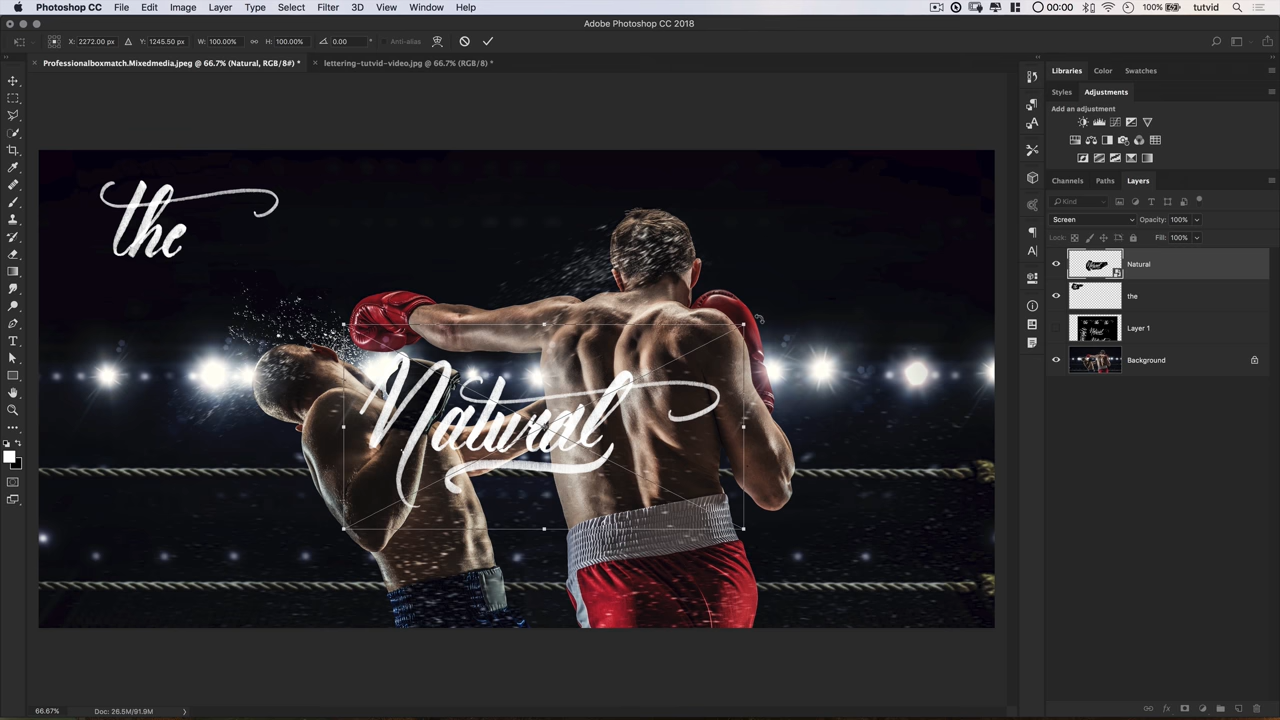 Photoshop CC File Edit Image Layer Type Select Filter 3D View Window Help 00:00 100% tutvid
Adobe Photoshop CC 2018
X: 2272.00 px Y: 1245.50 px W: 100.00% H: 100.00% 0.00 ° Anti-alias
Professionalboxmatch.Mixedmedia.jpeg @ 66.7% (Natural, RGB/8#) * lettering-tutvid-video.jpg @ 66.7% (RGB/8) *
Libraries Color Swatches
Styles Adjustments
Add an adjustment
Channels Paths Layers
Kind
Screen Opacity: 100%
Lock: Fill: 100%
Natural
the
Layer 1
Background
the
Natural
66.67% Doc: 26.5M/91.9M